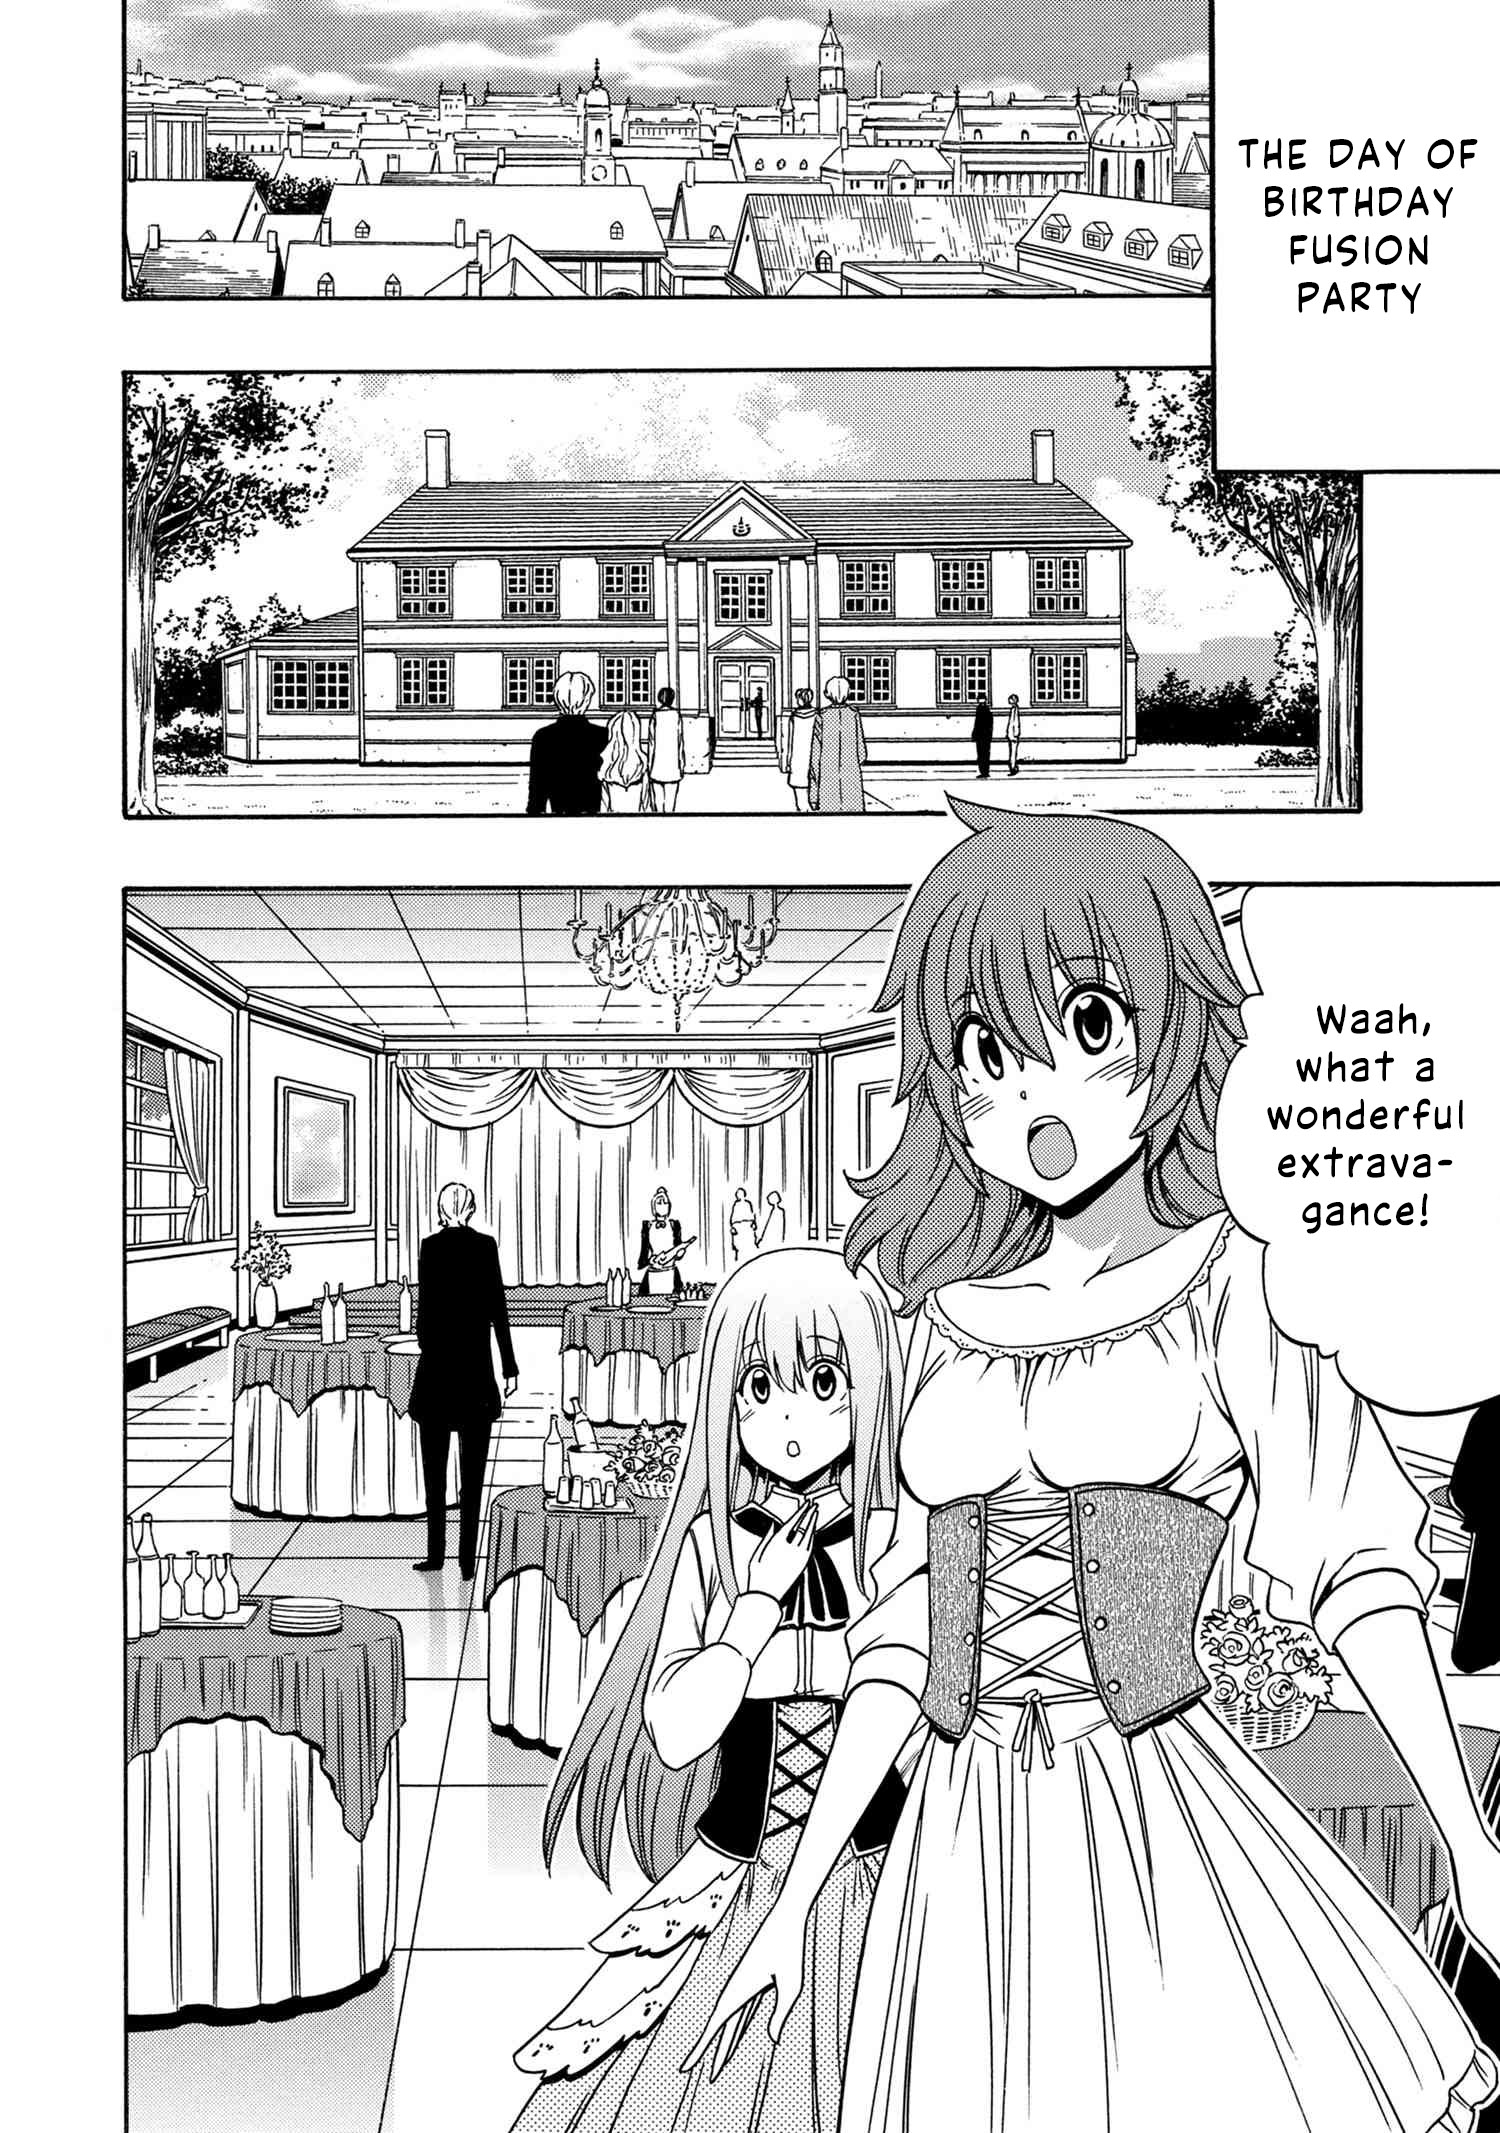 THE DAY OF
BIRTHDAY
FUSION
PARTY
Waah,
what a
wonderful
extrava-
gance!